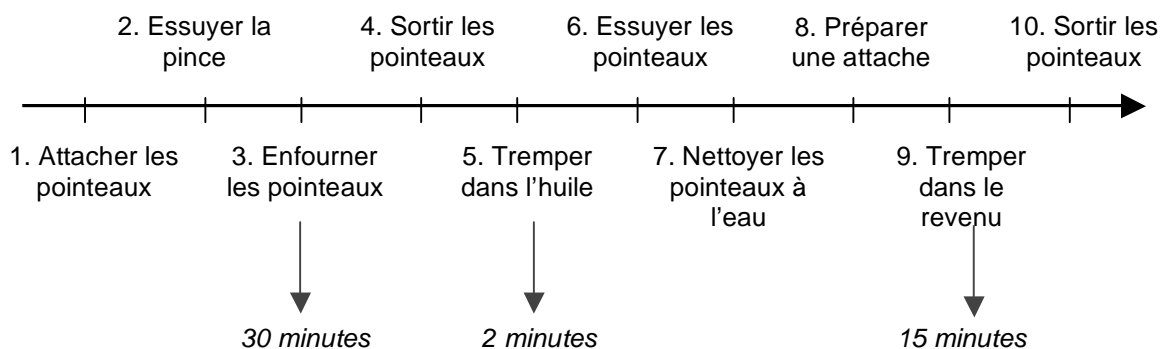 2. Essuyer la
pince
4. Sortir les
pointeaux
6. Essuyer les
pointeaux
8. Préparer
une attache
10. Sortir les
pointeaux
1. Attacher les
pointeaux
3. Enfourner
les pointeaux
5. Tremper
dans l'huile
7. Nettoyer les
pointeaux à
l'eau
9. Tremper
dans le
revenu
30 minutes
2 minutes
15 minutes